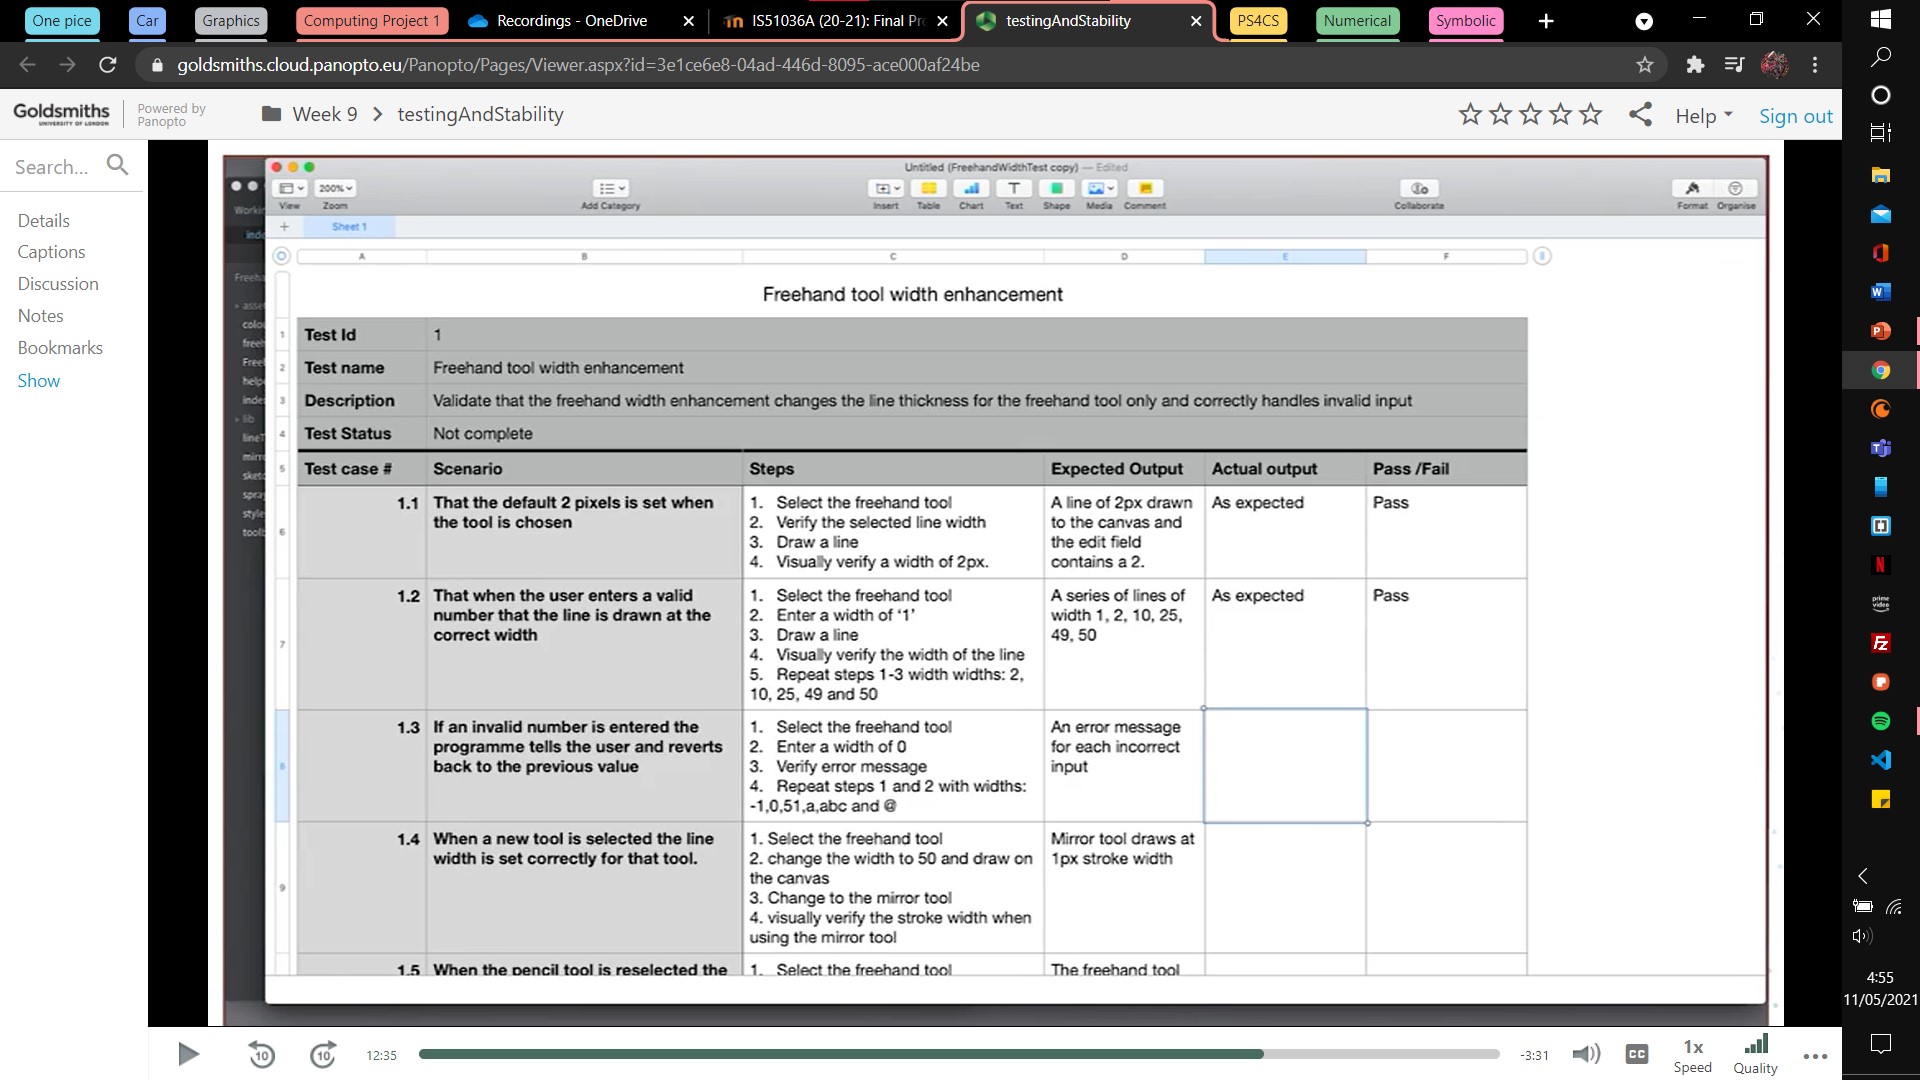 One pice
Car
Graphics
Computing Project 1
Recordings - OneDrive
IS51036A (20-21): Final Pr
testingAndStability
PS4CS
Numerical
Symbolic
goldsmiths.cloud.panopto.eu/Panopto/Pages/Viewer.aspx?id=3e1ce6e8-04ad-446d-8095-ace000af24be
Goldsmiths
UNIVERSITY OF LONDON
Powered by
Panopto
Week 9 > testingAndStability
Help
Sign out
Search...
Details
Captions
Discussion
Notes
Bookmarks
Show
Untitled (FreehandWidthTest copy) — Edited
200%
View
Zoom
Add Category
Insert
Table
Chart
Text
Shape
Media
Comment
Collaborate
Format
Organise
+
Sheet 1
A
B
C
D
E
F
Freehand tool width enhancement
1 Test Id 1
2 Test name Freehand tool width enhancement
3 Description Validate that the freehand width enhancement changes the line thickness for the freehand tool only and correctly handles invalid input
4 Test Status Not complete
5 Test case # Scenario Steps Expected Output Actual output Pass /Fail
6
1.1
That the default 2 pixels is set when
the tool is chosen
1. Select the freehand tool
2. Verify the selected line width
3. Draw a line
4. Visually verify a width of 2px.
A line of 2px drawn
to the canvas and
the edit field
contains a 2.
As expected
Pass
7
1.2
That when the user enters a valid
number that the line is drawn at the
correct width
1. Select the freehand tool
2. Enter a width of ‘1’
3. Draw a line
4. Visually verify the width of the line
5. Repeat steps 1-3 width widths: 2,
10, 25, 49 and 50
A series of lines of
width 1, 2, 10, 25,
49, 50
As expected
Pass
8
1.3
If an invalid number is entered the
programme tells the user and reverts
back to the previous value
1. Select the freehand tool
2. Enter a width of 0
3. Verify error message
4. Repeat steps 1 and 2 with widths:
-1,0,51,a,abc and @
An error message
for each incorrect
input
9
1.4
When a new tool is selected the line
width is set correctly for that tool.
1. Select the freehand tool
2. change the width to 50 and draw on
the canvas
3. Change to the mirror tool
4. visually verify the stroke width when
using the mirror tool
Mirror tool draws at
1px stroke width
1.5
When the pencil tool is reselected the
1. Select the freehand tool
The freehand tool
10
10
12:35
-3:31
CC
1x
Speed
Quality
4:55
11/05/2021